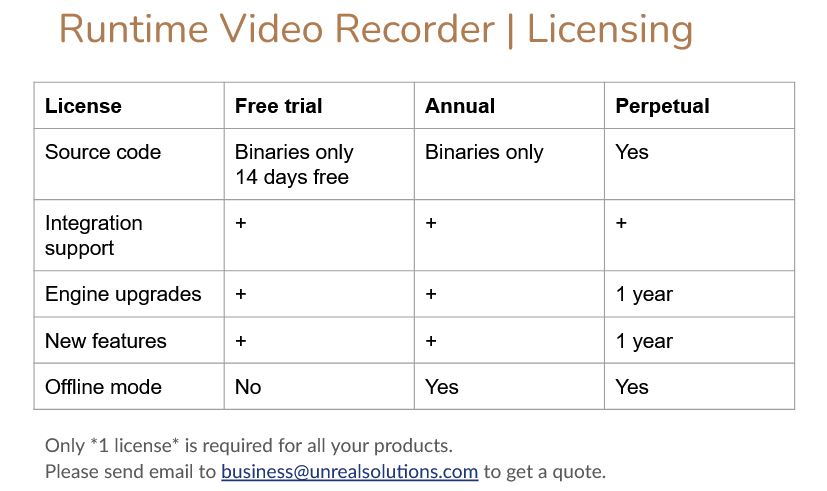 Runtime Video Recorder | Licensing
License Free trial Annual Perpetual
Source code Binaries only Binaries only Yes
14 days free
Integration + + +
support
Engine upgrades + + 1 year
New features + + 1 year
Offline mode No Yes Yes
Only *1 license* is required for all your products.
Please send email to business@unrealsolutions.com to get a quote.